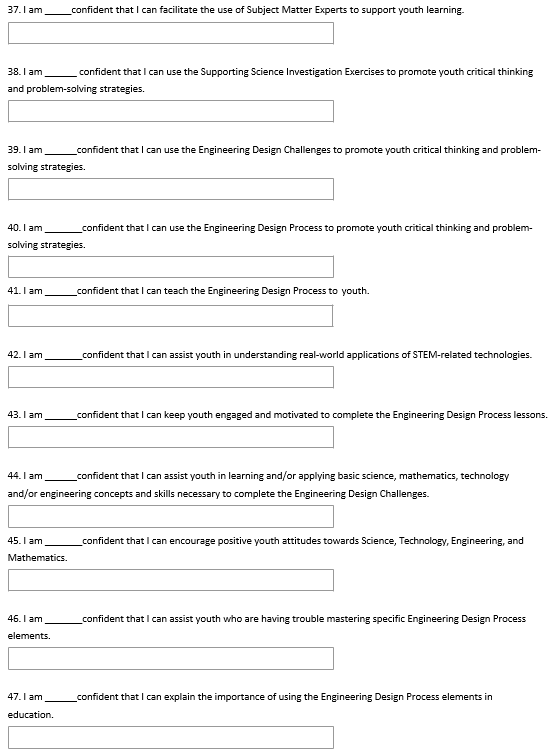 37. I am _____confident that I can facilitate the use of Subject Matter Experts to support youth learning.
38. I am ______ confident that I can use the Supporting Science Investigation Exercises to promote youth critical thinking
and problem-solving strategies.
39. I am ______confident that I can use the Engineering Design Challenges to promote youth critical thinking and problem-
solving strategies.
40. I am _______confident that I can use the Engineering Design Process to promote youth critical thinking and problem-
solving strategies.
41. I am ______confident that I can teach the Engineering Design Process to youth.
42. I am _______confident that I can assist youth in understanding real-world applications of STEM-related technologies.
43. I am ______confident that I can keep youth engaged and motivated to complete the Engineering Design Process lessons.
44. I am ______confident that I can assist youth in learning and/or applying basic science, mathematics, technology
and/or engineering concepts and skills necessary to complete the Engineering Design Challenges.
45. I am _______confident that I can encourage positive youth attitudes towards Science, Technology, Engineering, and
Mathematics.
46. I am _______confident that I can assist youth who are having trouble mastering specific Engineering Design Process
elements.
47. I am ______confident that I can explain the importance of using the Engineering Design Process elements in
education.